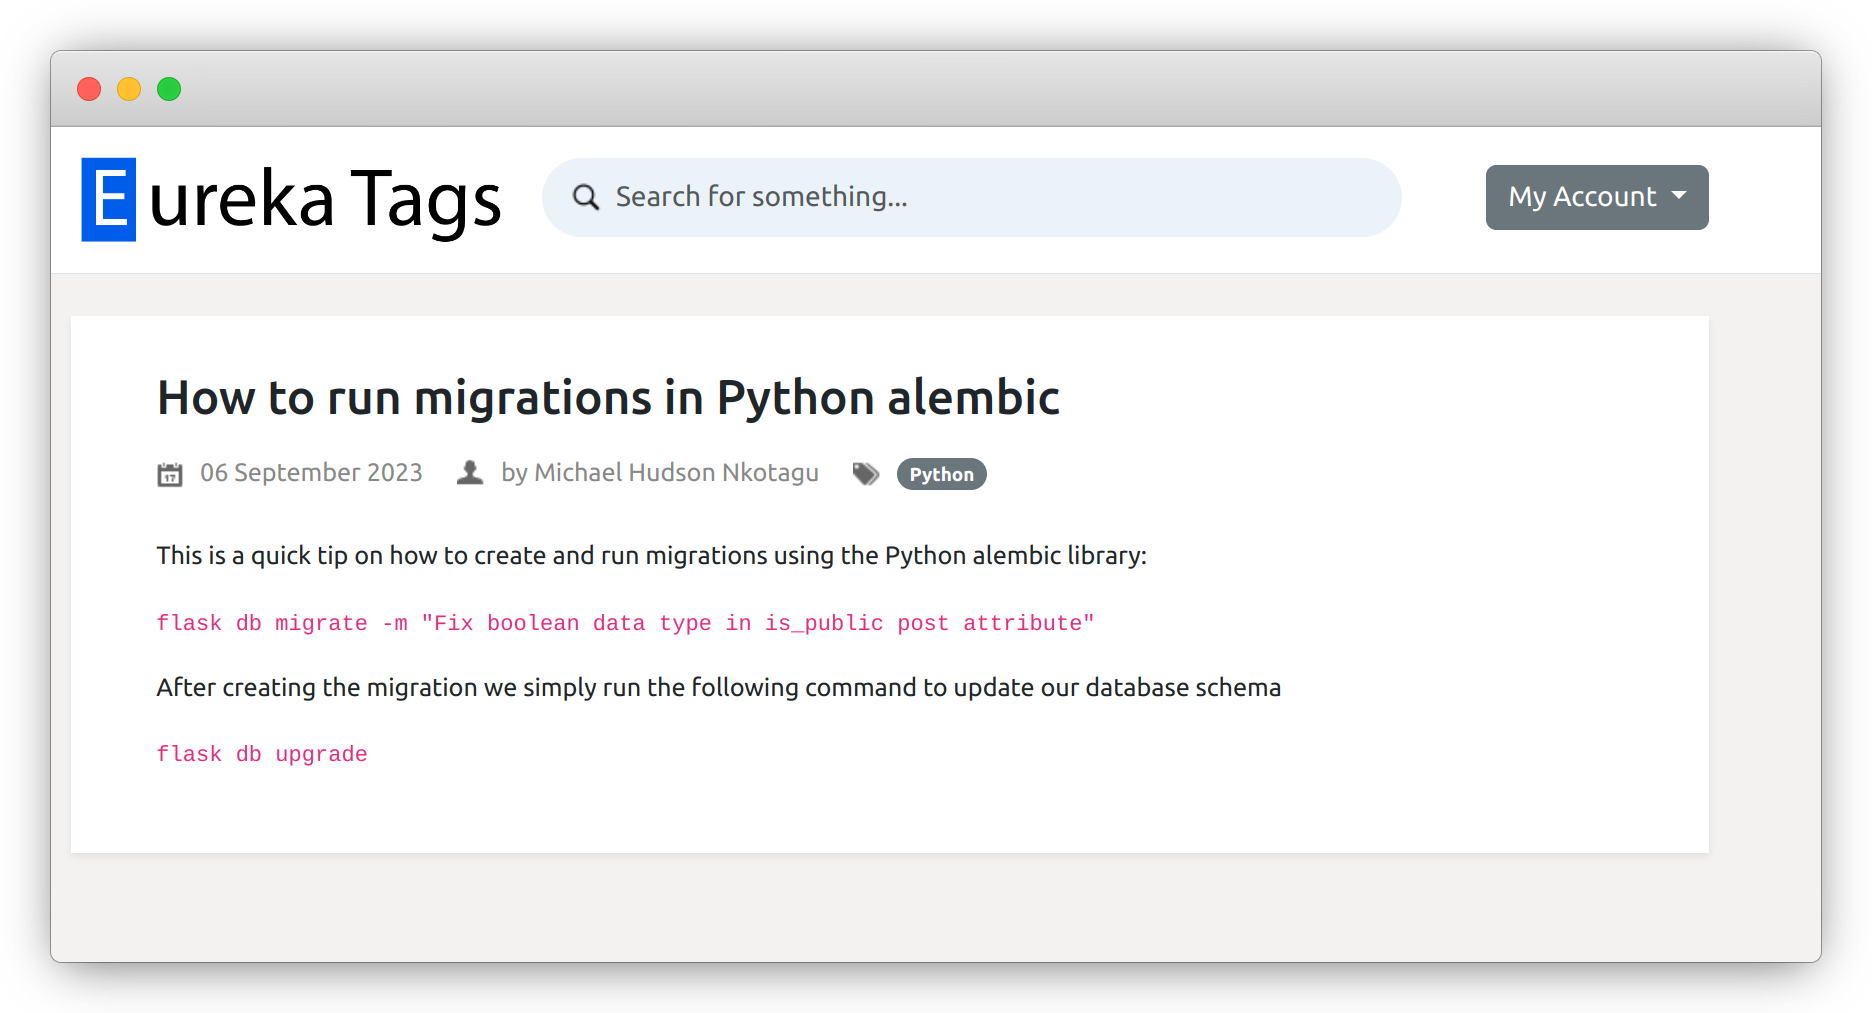 Eureka Tags
Search for something...
My Account
How to run migrations in Python alembic
17 06 September 2023 by Michael Hudson Nkotagu Python
This is a quick tip on how to create and run migrations using the Python alembic library:
flask db migrate -m "Fix boolean data type in is_public post attribute"
After creating the migration we simply run the following command to update our database schema
flask db upgrade